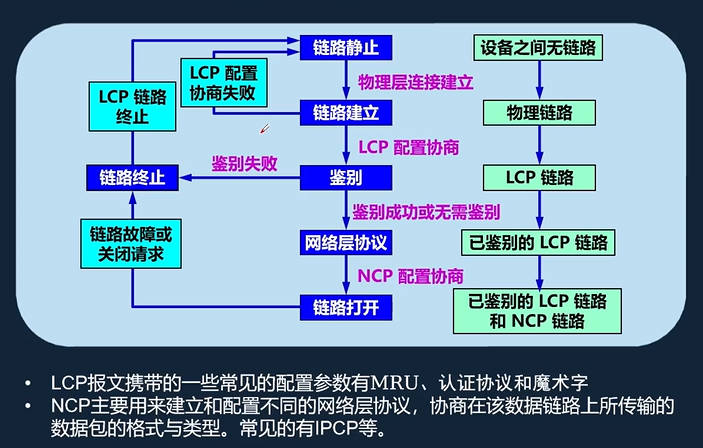 链路静止
设备之间无链路
LCP 配置
协商失败
物理层连接建立
LCP 链路
终止
链路建立
物理链路
LCP 配置协商
鉴别失败
链路终止
鉴别
LCP 链路
鉴别成功或无需鉴别
链路故障或
关闭请求
网络层协议
已鉴别的 LCP 链路
NCP 配置协商
链路打开
已鉴别的 LCP 链路
和 NCP 链路
• LCP报文携带的一些常见的配置参数有MRU、认证协议和魔术字
• NCP主要用来建立和配置不同的网络层协议，协商在该数据链路上所传输的
数据包的格式与类型。常见的有IPCP等。